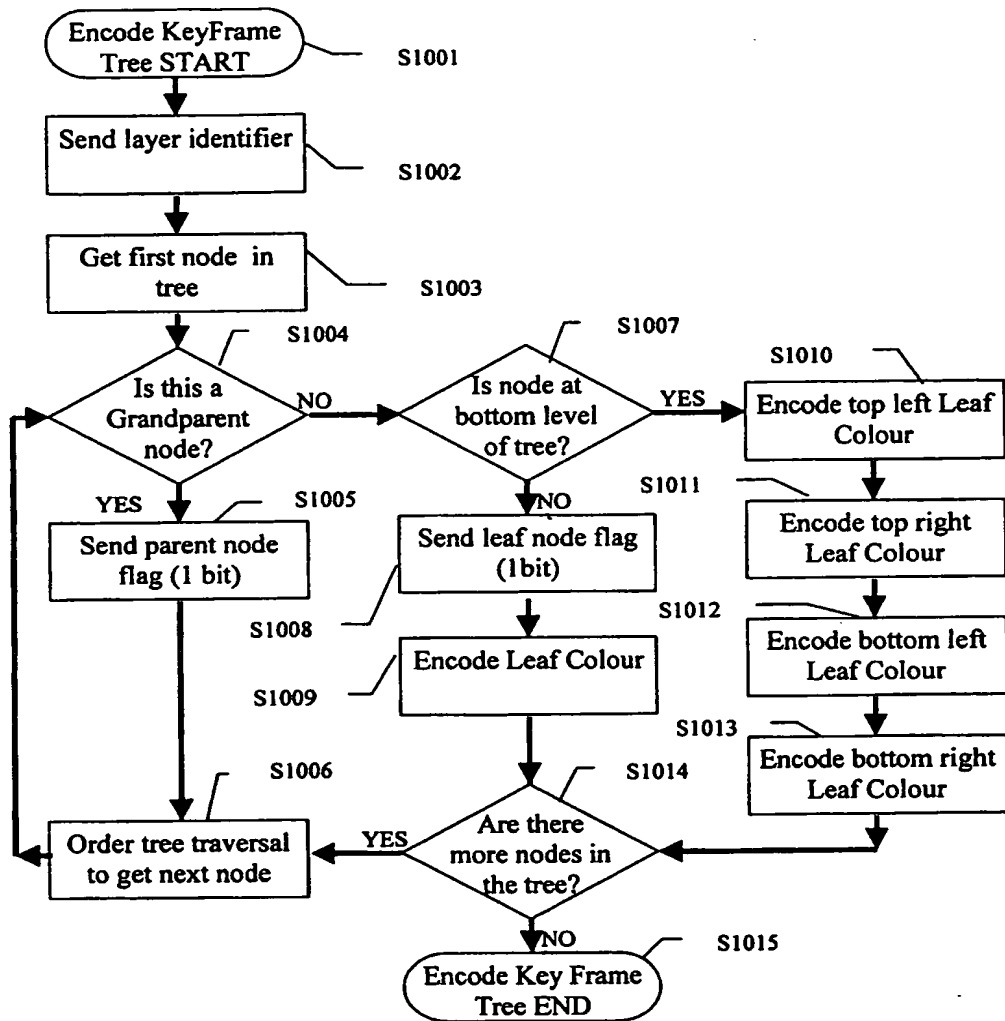 Encode KeyFrame
Tree START
S1001
Send layer identifier
S1002
Get first node in
tree
S1003
S1004
Is this a
Grandparent
node?
NO
YES
S1005
Send parent node
flag (1 bit)
S1006
Order tree traversal
to get next node
S1007
Is node at
bottom level
of tree?
YES
NO
Send leaf node flag
(1bit)
S1008
Encode Leaf Colour
S1009
S1010
Encode top left Leaf
Colour
S1011
Encode top right
Leaf Colour
S1012
Encode bottom left
Leaf Colour
S1013
Encode bottom right
Leaf Colour
S1014
Are there
more nodes in
the tree?
YES
NO
S1015
Encode Key Frame
Tree END